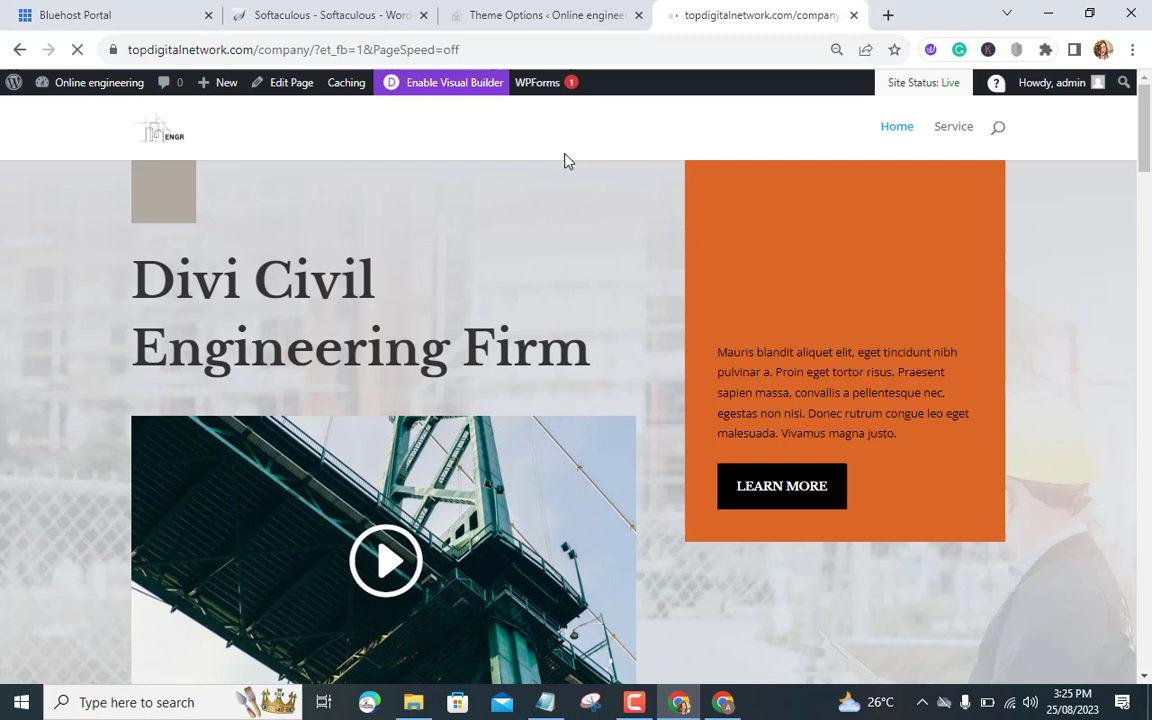 Bluehost Portal
Softaculous - Softaculous - Word
Theme Options ‹ Online enginee
topdigitalnetwork.com/company
topdigitalnetwork.com/company/?et_fb=1&PageSpeed=off
Online engineering
0
New
Edit Page
Caching
D
Enable Visual Builder
WPForms
1
Site Status: Live
?
Howdy, admin
ENGR
Home
Service
Divi Civil
Engineering Firm
Mauris blandit aliquet elit, eget tincidunt nibh
pulvinar a. Proin eget tortor risus. Praesent
sapien massa, convallis a pellentesque nec,
egestas non nisi. Donec rutrum congue leo eget
malesuada. Vivamus magna justo.
LEARN MORE
Type here to search
26°C
3:25 PM
25/08/2023